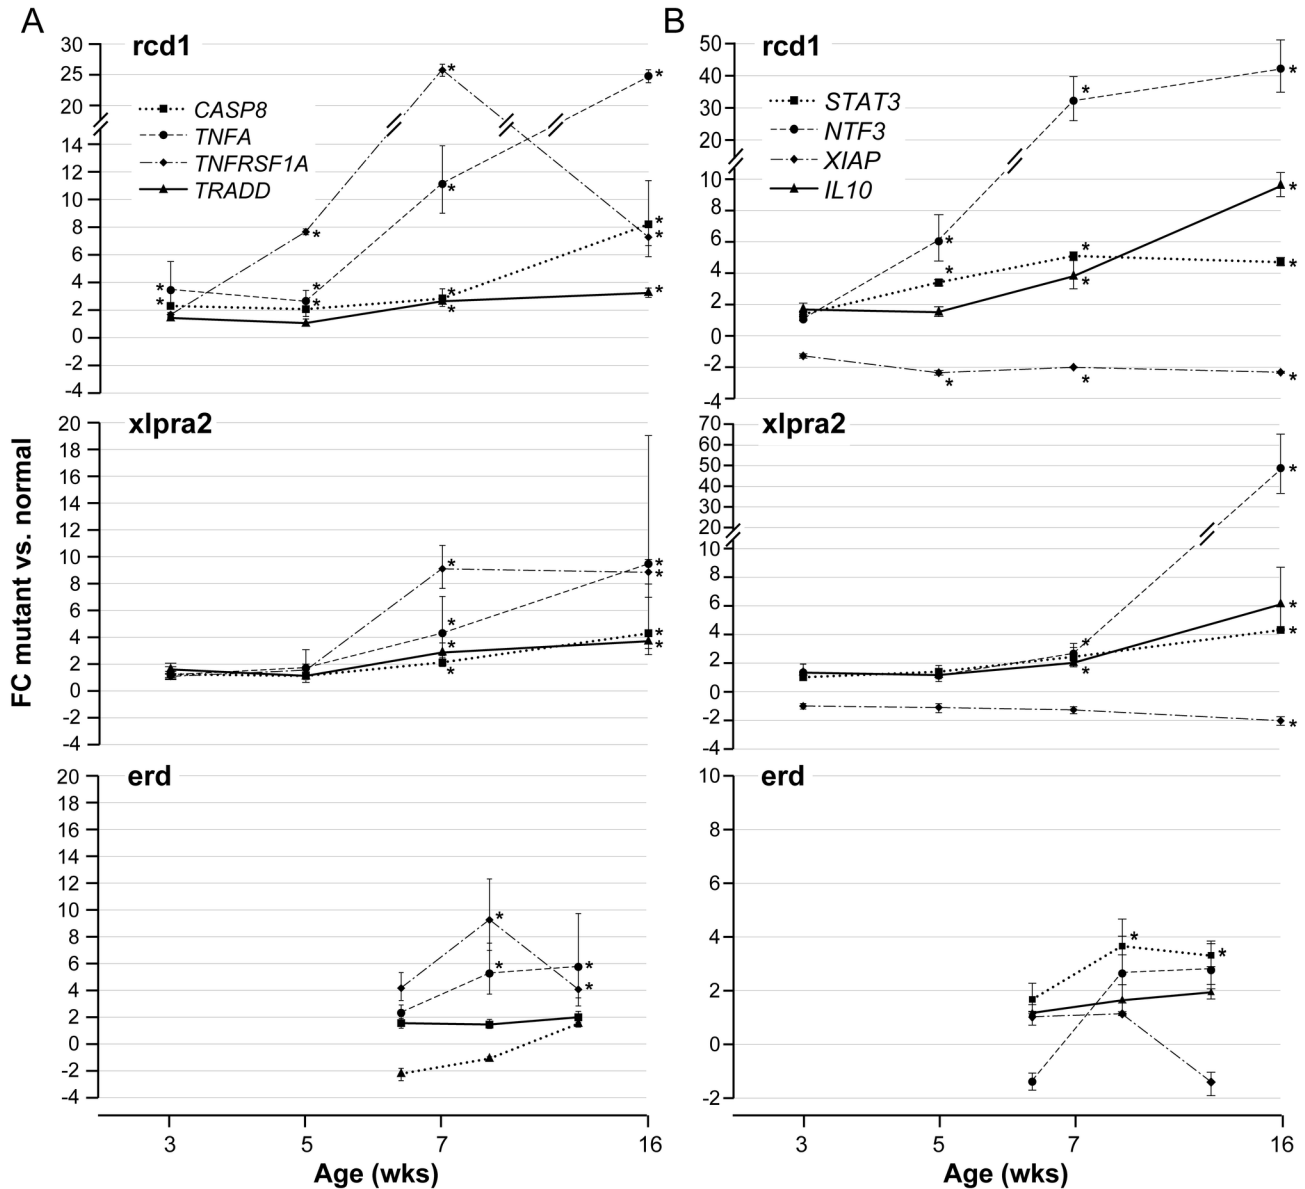 A
rcd1
30
25
20
14
12
10
8
6
4
2
0
-2
-4
CASP8
TNFA
TNFRSF1A
TRADD
* * * * * * * * * * * * *
B
rcd1
50
40
30
20
10
8
6
4
2
0
-2
-4
STAT3
NTF3
XIAP
IL10
* * * * * * * * * * *
FC mutant vs. normal
xlpra2
20
18
16
14
12
10
8
6
4
2
0
-2
-4
* * * * * * * *
xlpra2
70
60
50
40
30
20
10
8
6
4
2
0
-2
-4
* * * * * *
erd
20
18
16
14
12
10
8
6
4
2
0
-2
-4
* * * *
3 5 7 16
Age (wks)
erd
10
8
6
4
2
0
-2
* *
3 5 7 16
Age (wks)